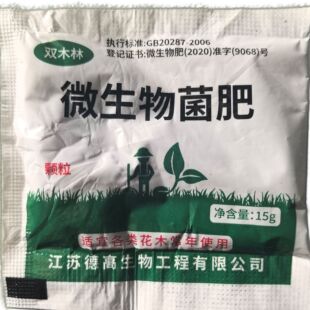 双木林
执行标准:GB20287-2006
登记证书:微生物肥(2020)准字(9068)号
微生物菌肥
颗粒
净含量:15g
适宜各类花木常年使用
江苏德高生物工程有限公司